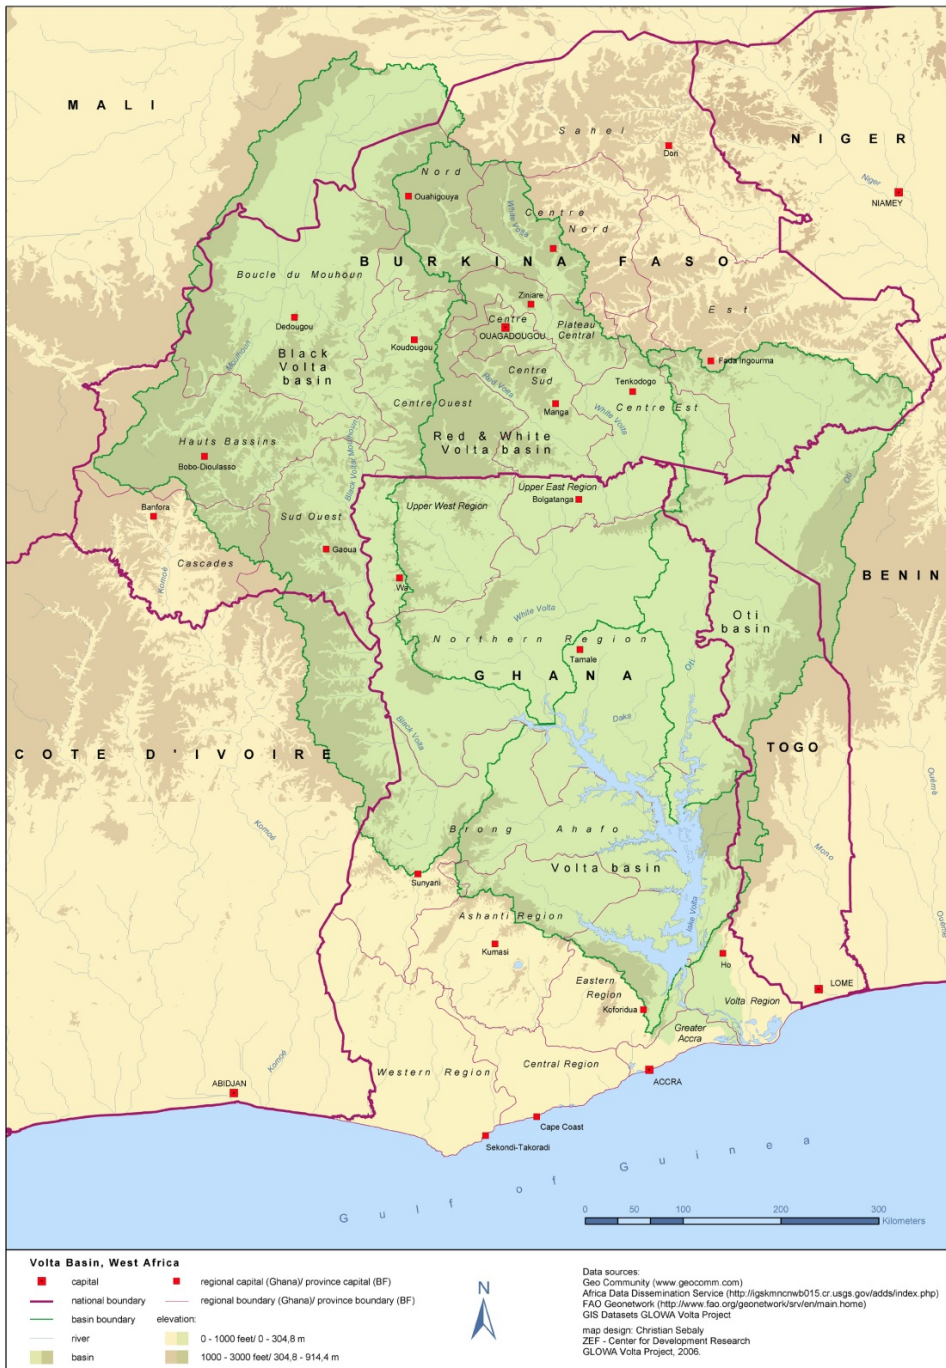 MALI
Sahel
Dori
NIGER
Niger
NIAMEY
Nord
Ouahigouya
White Volta
Centre
Nord
Boucle du Mouhoun
BURKINA FASO
Ziniare
Est
Dedougou
Centre
OUAGADOUGOU
Plateau
Central
Koudougou
Mouhoun
Black
Volta
basin
Fada Ingourma
Centre
Sud
Red Volta
Tenkodogo
Manga
Centre Ouest
White Volta
Centre Est
Hauts Bassins
Red & White
Volta basin
Bobo-Dioulasso
Black Volta/ Mouhoun
Oti
Upper East Region
Bolgatanga
Upper West Region
Banfora
Sud Ouest
Gaoua
Komoé
Cascades
Wa
BENIN
White Volta
Oti
basin
Northern Region
Tamale
GHANA
Oti
Daka
Black Volta
COTE D'IVOIRE
TOGO
Ouémé
Komoé
Brong Ahafo
Mono
Volta basin
Sunyani
lake Volta
Ashanti Region
Kumasi
Ouémé
Ho
Eastern
Region
LOME
Volta Region
Koforidua
Greater
Accra
Komoé
Central Region
Western Region
ACCRA
ABIDJAN
Cape Coast
Sekondi-Takoradi
Gulf of Guinea
0 50 100 200 300
Kilometers
Volta Basin, West Africa
capital
regional capital (Ghana)/ province capital (BF)
national boundary
regional boundary (Ghana)/ province boundary (BF)
basin boundary
elevation:
river
0 - 1000 feet/ 0 - 304,8 m
basin
1000 - 3000 feet/ 304,8 - 914,4 m
N
Data sources:
Geo Community (www.geocomm.com)
Africa Data Dissemination Service (http://igskmncnwb015.cr.usgs.gov/adds/index.php)
FAO Geonetwork (http://www.fao.org/geonetwork/srv/en/main.home)
GIS Datasets GLOWA Volta Project
map design: Christian Sebaly
ZEF - Center for Development Research
GLOWA Volta Project, 2006.